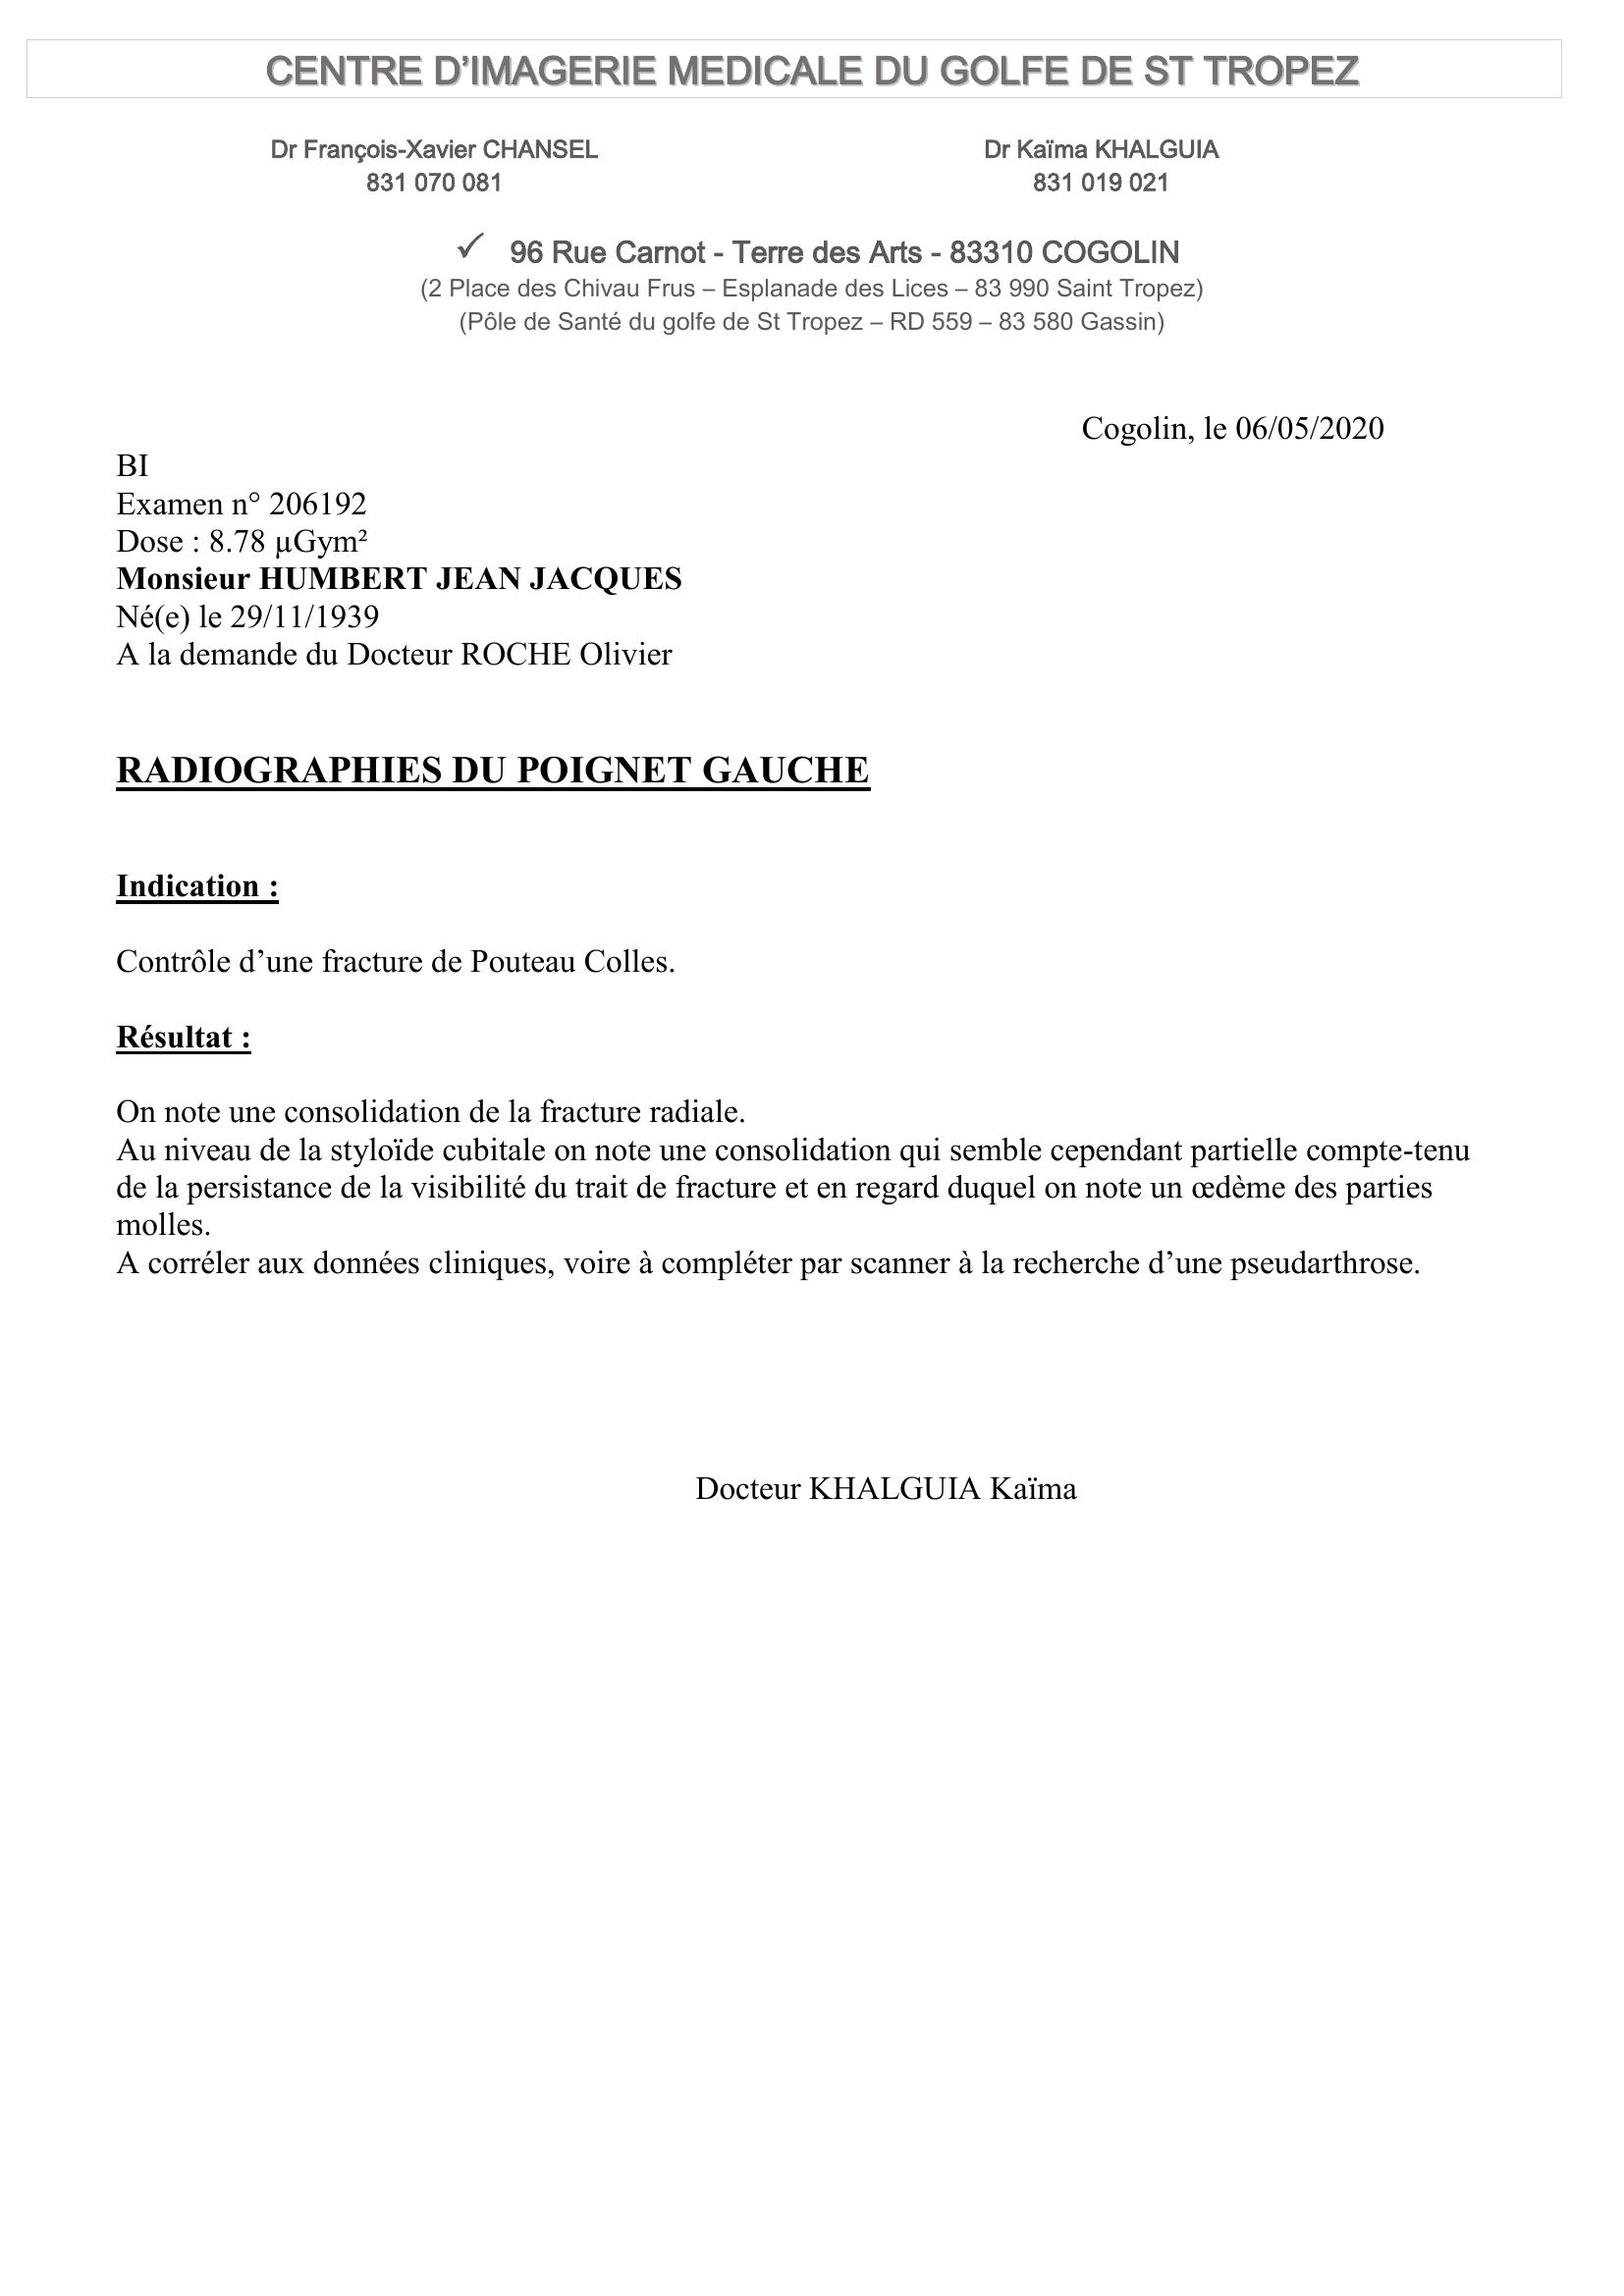 CENTRE D’IMAGERIE MEDICALE DU GOLFE DE ST TROPEZ
Dr François-Xavier CHANSEL
831 070 081
Dr Kaïma KHALGUIA
831 019 021
✓ 96 Rue Carnot - Terre des Arts - 83310 COGOLIN
(2 Place des Chivau Frus – Esplanade des Lices – 83 990 Saint Tropez)
(Pôle de Santé du golfe de St Tropez – RD 559 – 83 580 Gassin)
Cogolin, le 06/05/2020
BI
Examen n° 206192
Dose : 8.78 µGym²
Monsieur HUMBERT JEAN JACQUES
Né(e) le 29/11/1939
A la demande du Docteur ROCHE Olivier
RADIOGRAPHIES DU POIGNET GAUCHE
Indication :
Contrôle d’une fracture de Pouteau Colles.
Résultat :
On note une consolidation de la fracture radiale.
Au niveau de la styloïde cubitale on note une consolidation qui semble cependant partielle compte-tenu
de la persistance de la visibilité du trait de fracture et en regard duquel on note un œdème des parties
molles.
A corréler aux données cliniques, voire à compléter par scanner à la recherche d’une pseudarthrose.
Docteur KHALGUIA Kaïma